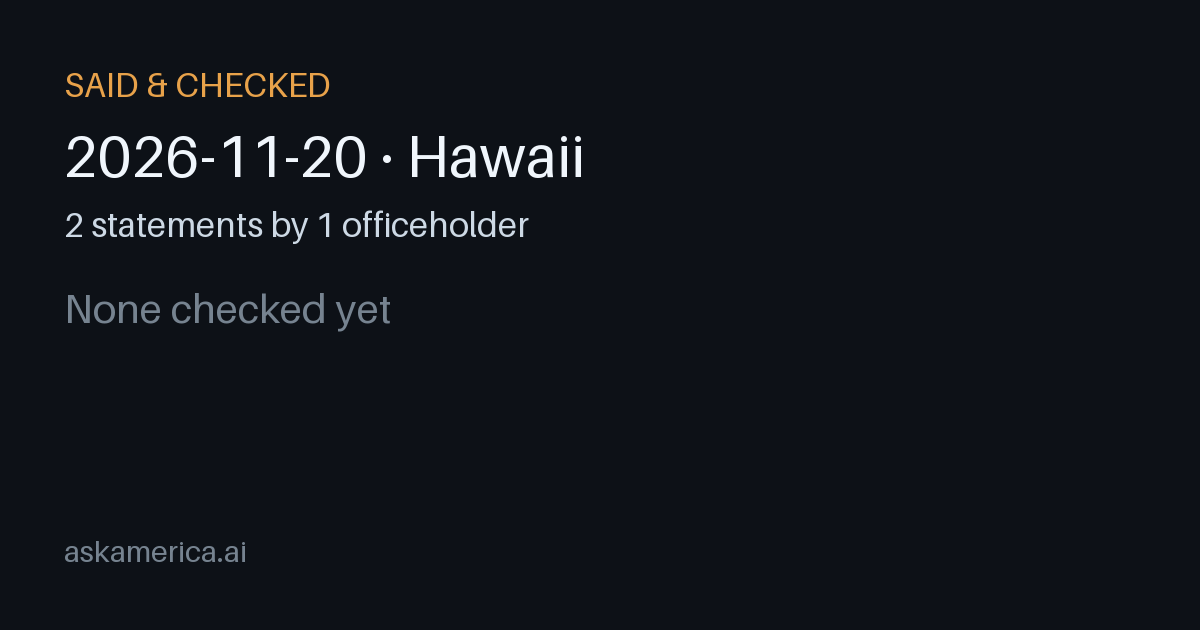 SAID & CHECKED
2026-11-20 · Hawaii
2 statements by 1 officeholder
None checked yet
askamerica.ai